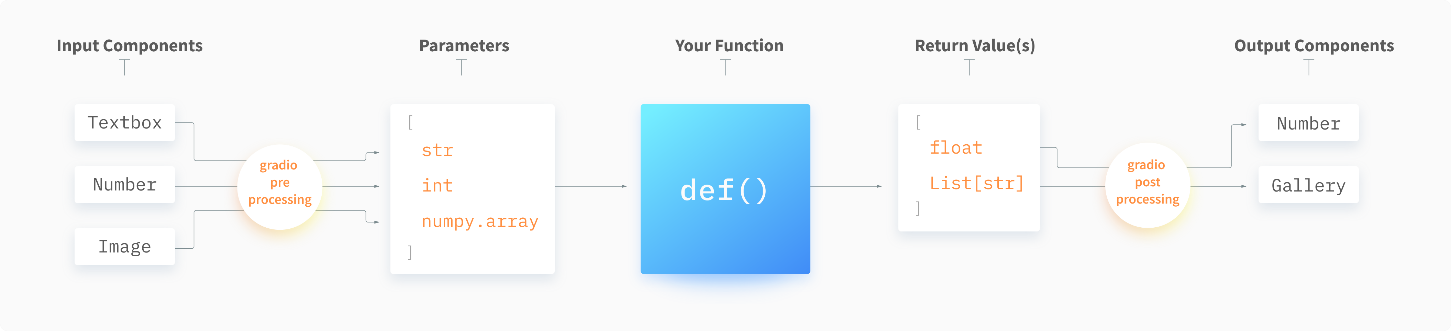 Input Components
Parameters
Your Function
Return Value(s)
Output Components
Textbox
Number
Image
gradio
pre
processing
[
str
int
numpy.array
]
def()
[
float
List[str]
]
gradio
post
processing
Number
Gallery